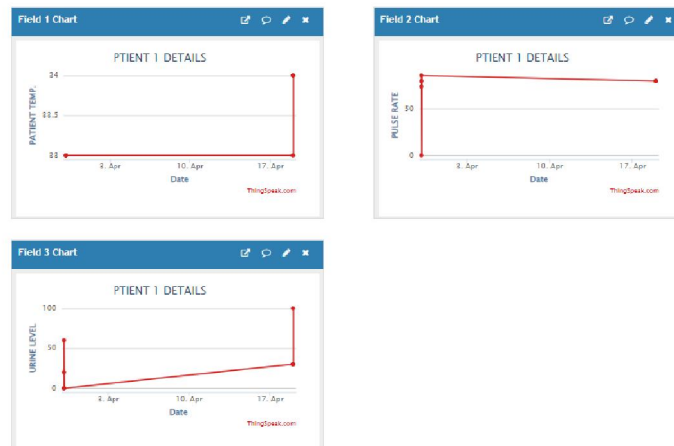 Field 1 Chart
PTIENT 1 DETAILS
PATIENT TEMP.
34
33.5
33
3. Apr
10. Apr
17. Apr
Date
ThingSpeak.com
Field 2 Chart
PTIENT 1 DETAILS
PULSE RATE
50
0
3. Apr
10. Apr
17. Apr
Date
ThingSpeak.com
Field 3 Chart
PTIENT 1 DETAILS
URINE LEVEL
100
50
0
3. Apr
10. Apr
17. Apr
Date
ThingSpeak.com